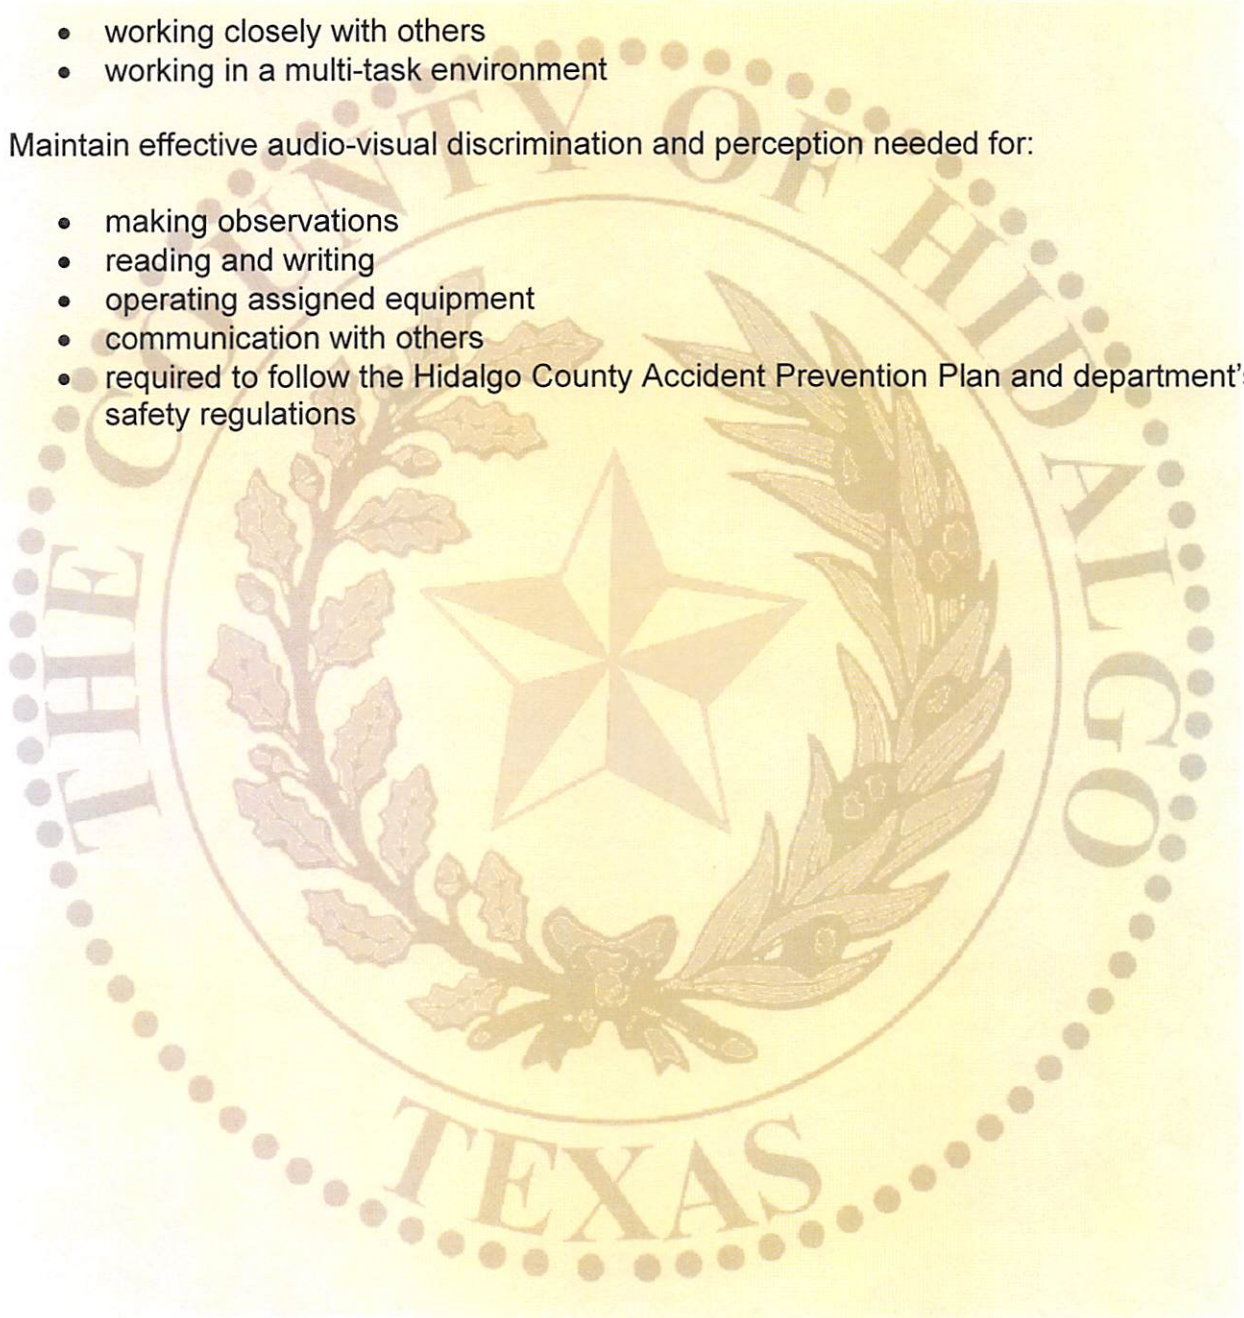 • working closely with others
• working in a multi-task environment
Maintain effective audio-visual discrimination and perception needed for:
• making observations
• reading and writing
• operating assigned equipment
• communication with others
• required to follow the Hidalgo County Accident Prevention Plan and department's
safety regulations
THE COUNTY OF HIDALGO
TEXAS